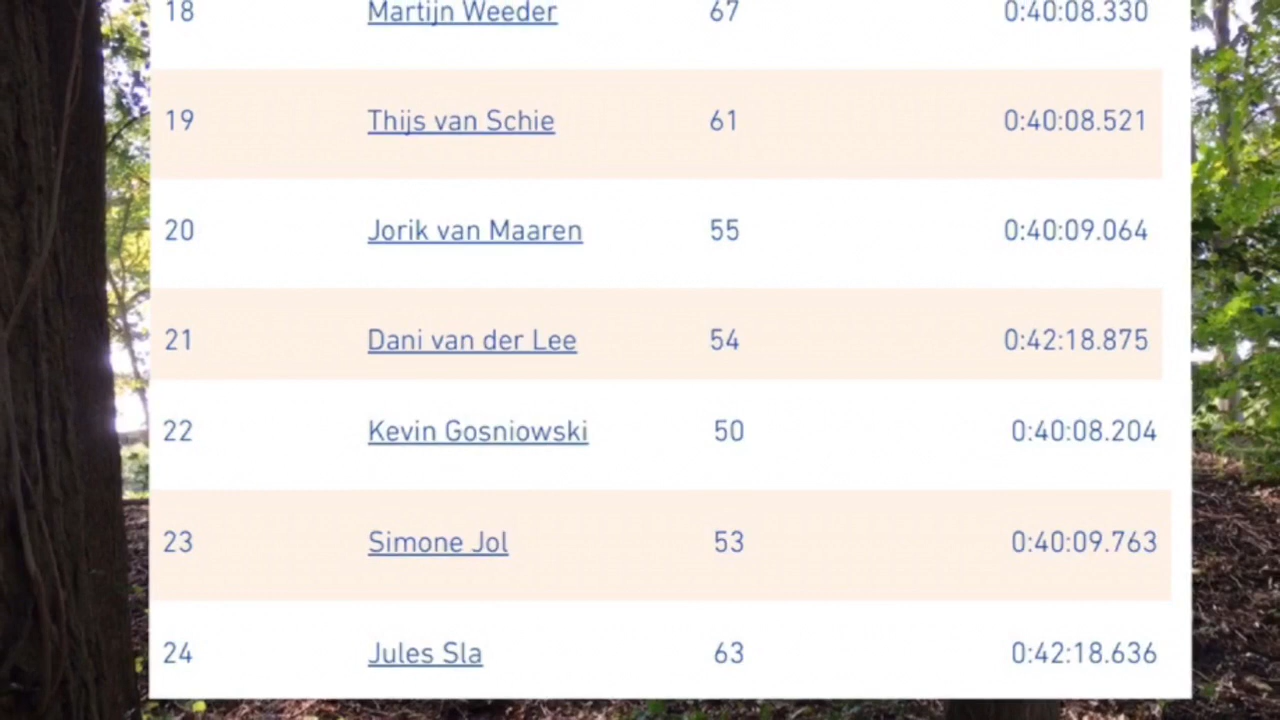 18 Martijn Weeder 67 0:40:08.330
19 Thijs van Schie 61 0:40:08.521
20 Jorik van Maaren 55 0:40:09.064
21 Dani van der Lee 54 0:42:18.875
22 Kevin Gosniowski 50 0:40:08.204
23 Simone Jol 53 0:40:09.763
24 Jules Sla 63 0:42:18.636